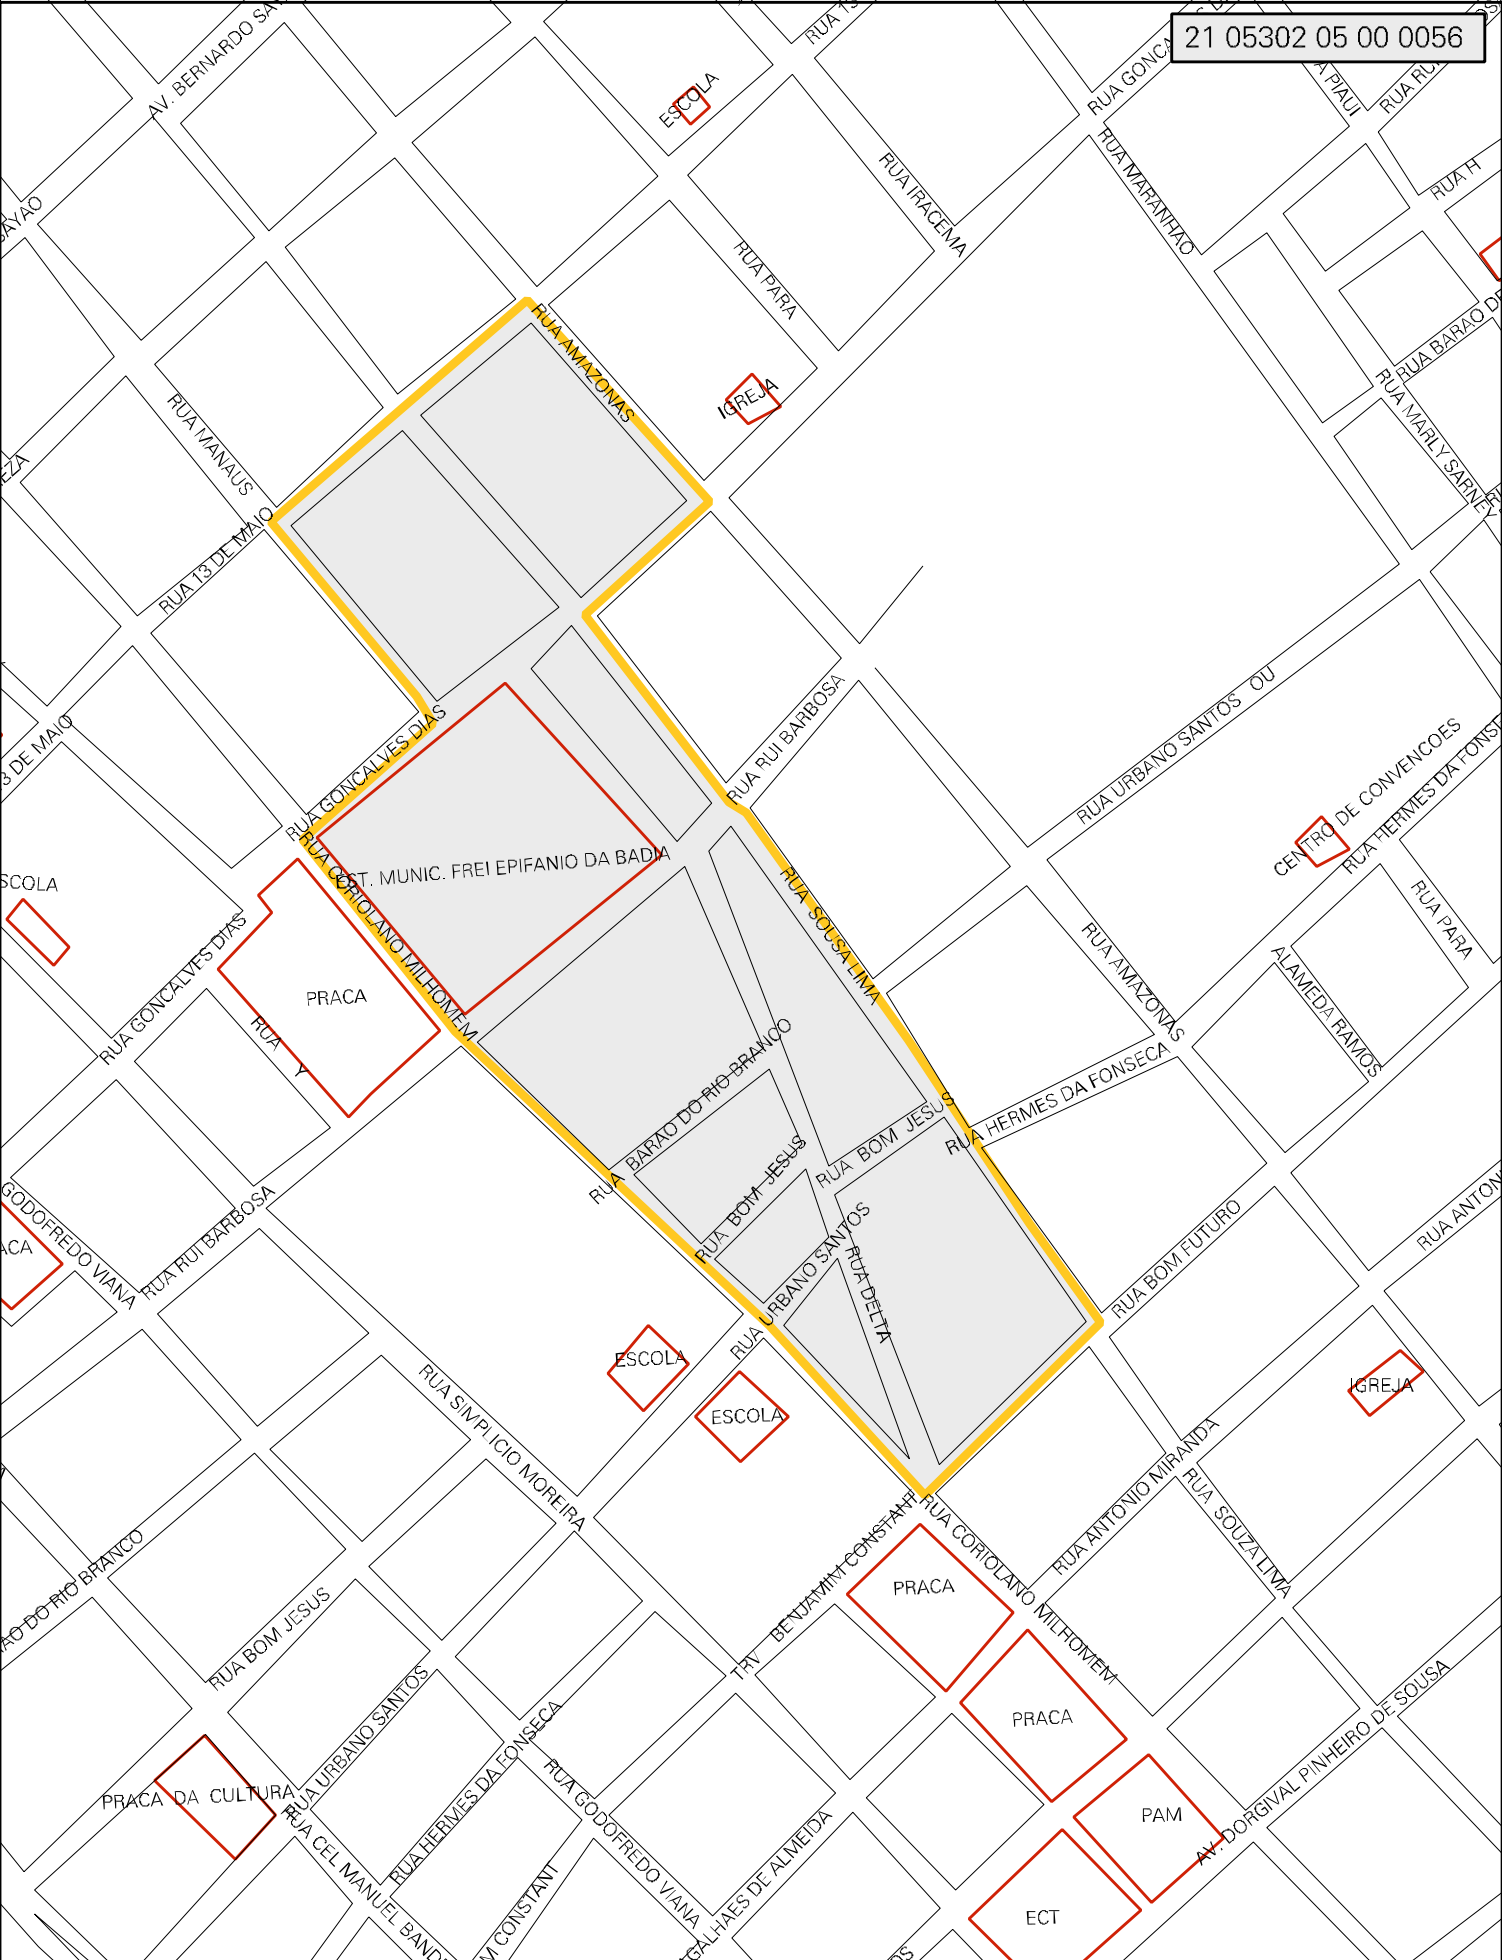 21 05302 05 00 0056
AV. BERNARDO
ESCOLA
RUA GONCA
A PIAUI
RUA MARANHAO
RUA H
RUA IRACEMA
RUA PARA
RUA AMAZONAS
RUA BARAO DE
IGREJA
RUA MANAUS
RUA MARLY SARNEY
EZA
RUA 13 DE MAIO
RUA GONCALVES DIAS
3 DE MAIO
RUA RUI BARBOSA
RUA URBANO SANTOS OU
CENTRO DE CONVENCOES
RUA HERMES DA FONSE
EST. MUNIC. FREI EPIFANIO DA BADIA
RUA CORIOLANO MILHOMEM
RUA SOUSA LIMA
SCOLA
RUA PARA
RUA GONCALVES DIAS
PRACA
RUA AMAZONAS
ALAMEDA RAMOS
RUA Y
RUA BARAO DO RIO BRANCO
RUA HERMES DA FONSECA
RUA BOM JESUS
RUA BOM JESUS
GODOFREDO VIANA
ACA
RUA RUI BARBOSA
RUA URBANO SANTOS
RUA DELTA
RUA BOM FUTURO
RUA ANTON
ESCOLA
ESCOLA
IGREJA
RUA SIMPLICIO MOREIRA
RUA ANTONIO MIRANDA
RUA SOUZA LIMA
TRV BENJAMIM CONSTANT
RUA CORIOLANO MILHOMEM
PRACA
AO DO RIO BRANCO
RUA BOM JESUS
RUA URBANO SANTOS
PRACA
AV. DORGIVAL PINHEIRO DE SOUSA
RUA HERMES DA FONSECA
RUA GODOFREDO VIANA
PRACA DA CULTURA
PAM
RUA CEL MANUEL BANDE
M CONSTANT
GALHAES DE ALMEIDA
ECT